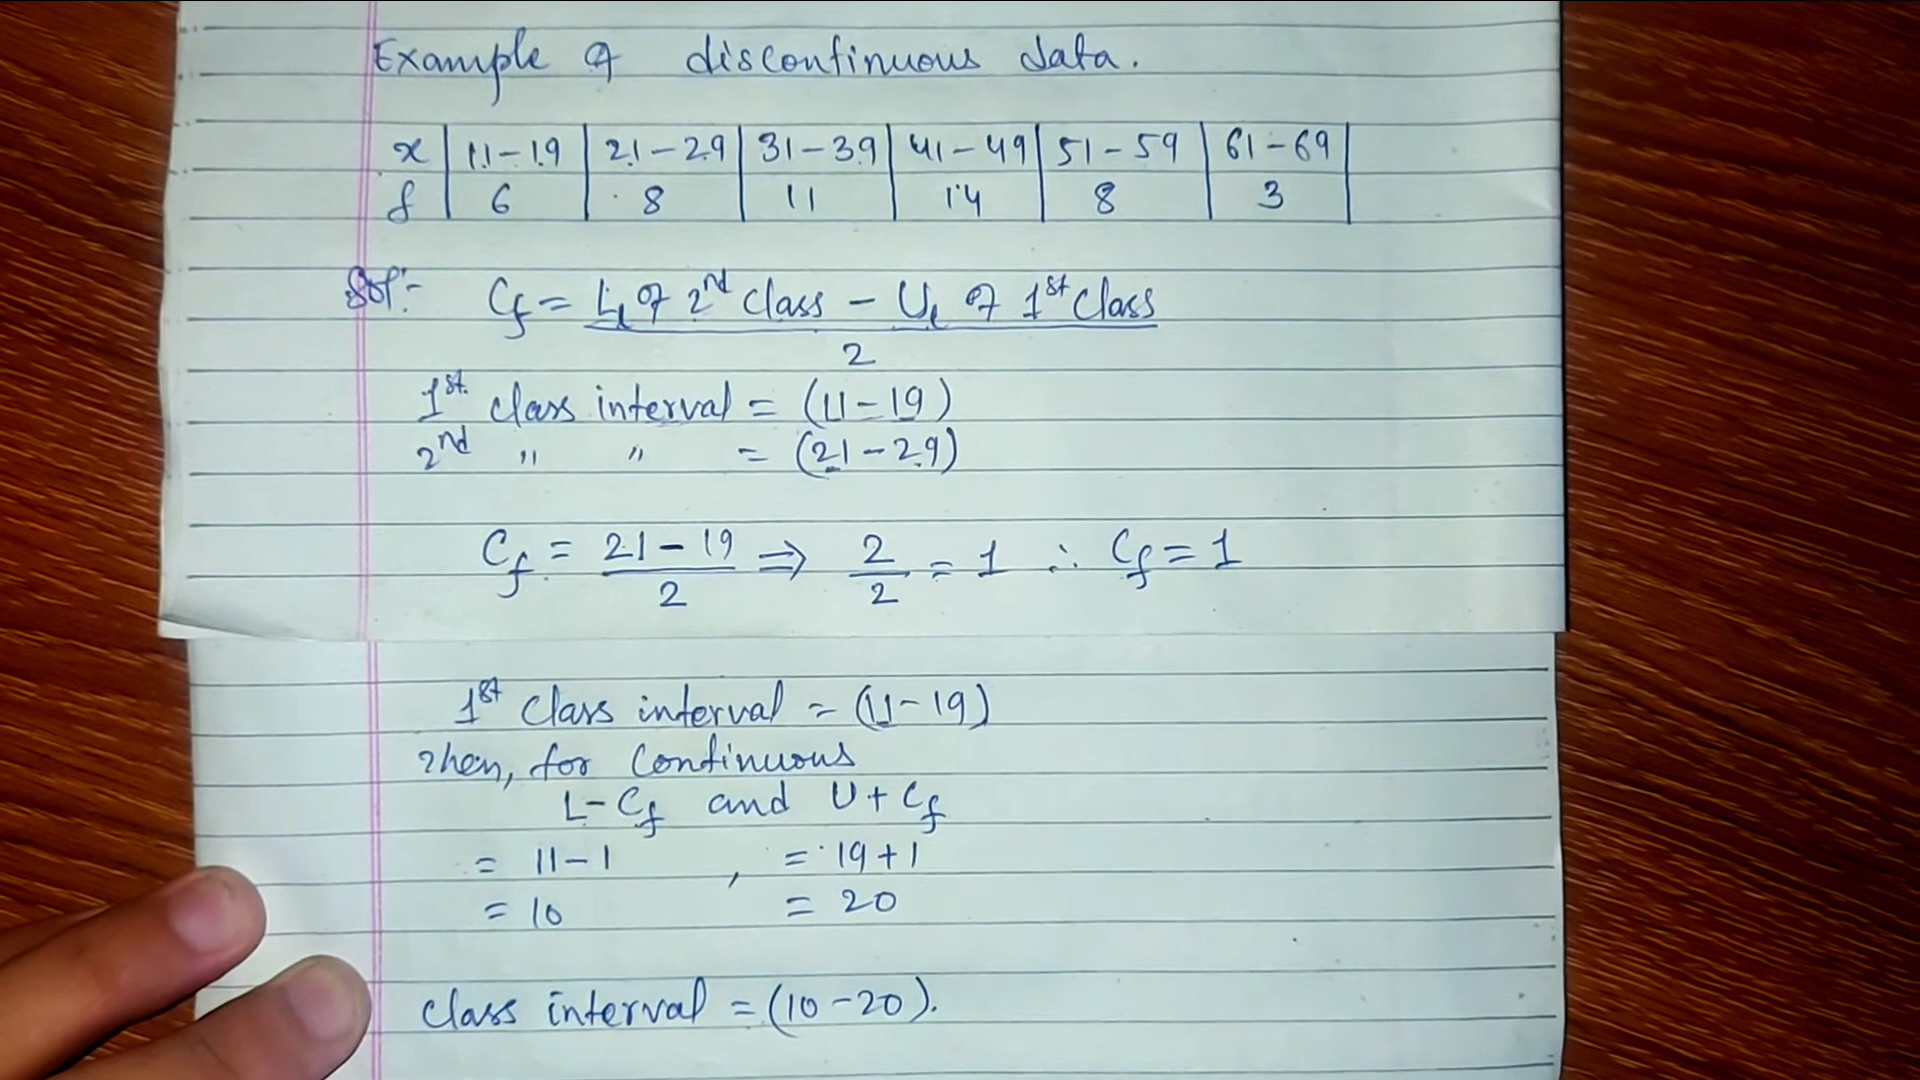 Example of discontinuous data.
x | 11-19 | 21-29 | 31-39 | 41-49 | 51-59 | 61-69 |
f | 6 | 8 | 11 | 14 | 8 | 3 |
Sol:- Cf = Ll of 2nd class - Ul of 1st class
2
1st class interval = (11-19)
2nd " " = (21-29)
Cf = 21-19 ⇒ 2 = 1 ∴ Cf = 1
2 2
1st class interval = (11-19)
Then, for continuous
L-Cf and U+Cf
= 11-1 , = 19+1
= 10 = 20
class interval = (10-20).